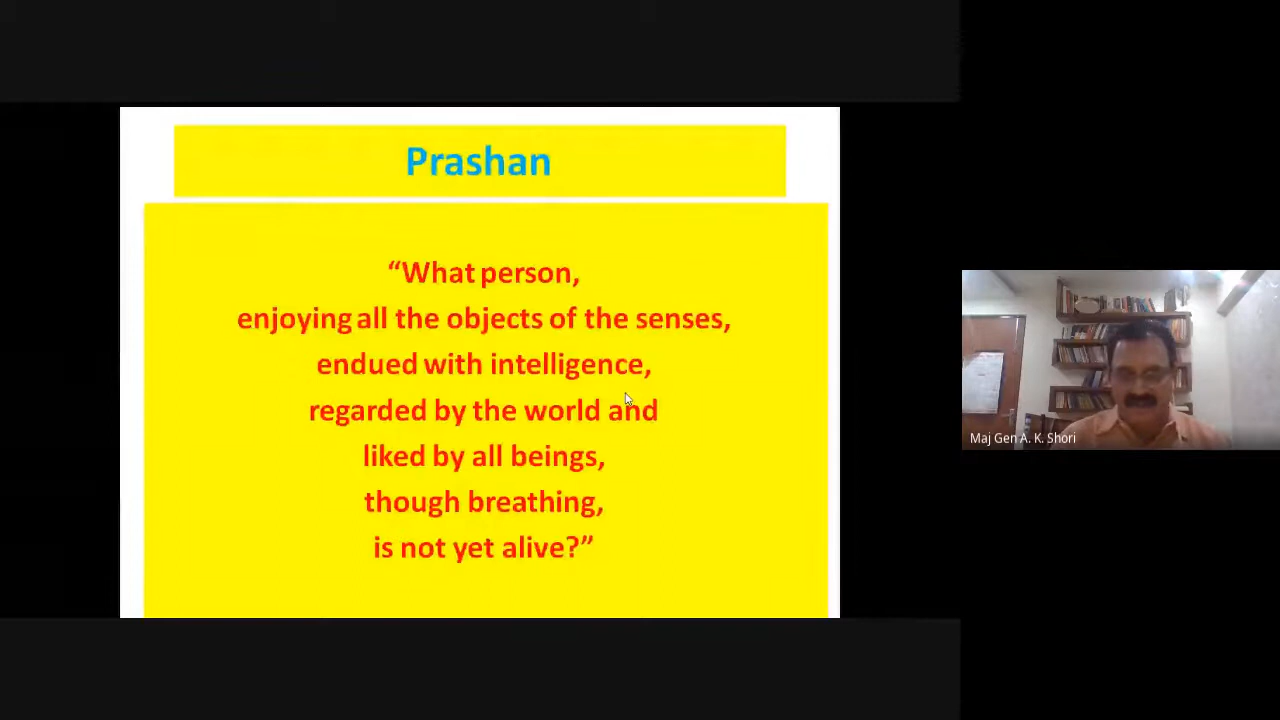 Prashan
“What person,
enjoying all the objects of the senses,
endued with intelligence,
regarded by the world and
liked by all beings,
though breathing,
is not yet alive?”
Maj Gen A. K. Shori